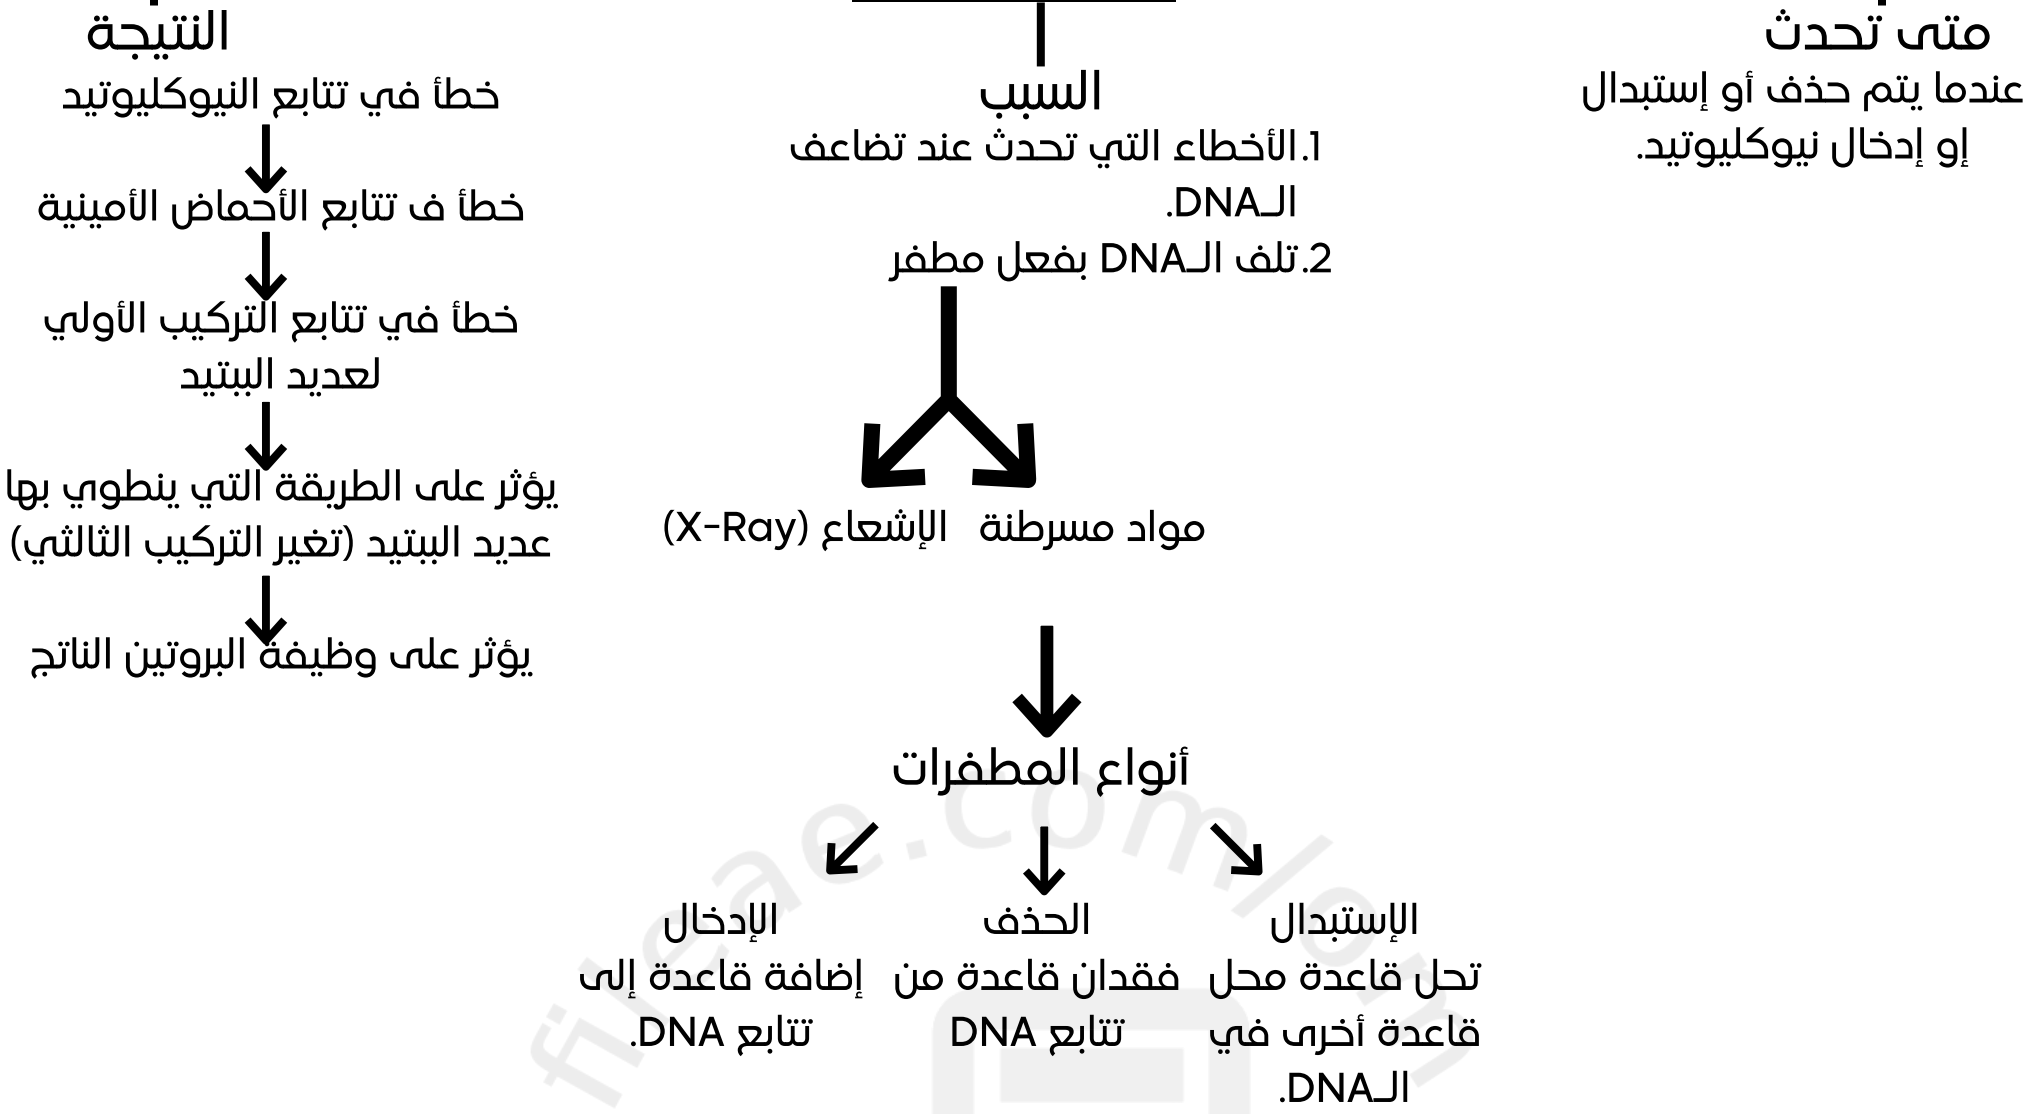 متى تحدث
عندما يتم حذف أو إستبدال
إو إدخال نيوكليوتيد.
السبب
1. الأخطاء التي تحدث عند تضاعف
الـDNA.
2. تلف الـDNA بفعل مطفر
مواد مسرطنة
الإشعاع (X-Ray)
أنواع المطفرات
الإستبدال
تحل قاعدة محل
قاعدة أخرى في
الـDNA.
الحذف
فقدان قاعدة من
تتابع DNA
الإدخال
إضافة قاعدة إلى
تتابع DNA.
النتيجة
خطأ في تتابع النيوكليوتيد
خطأ ف تتابع الأحماض الأمينية
خطأ في تتابع التركيب الأولي
لعديد الببتيد
يؤثر على الطريقة التي ينطوي بها
عديد الببتيد (تغير التركيب الثالثي)
يؤثر على وظيفة البروتين الناتج
fileae.com/om